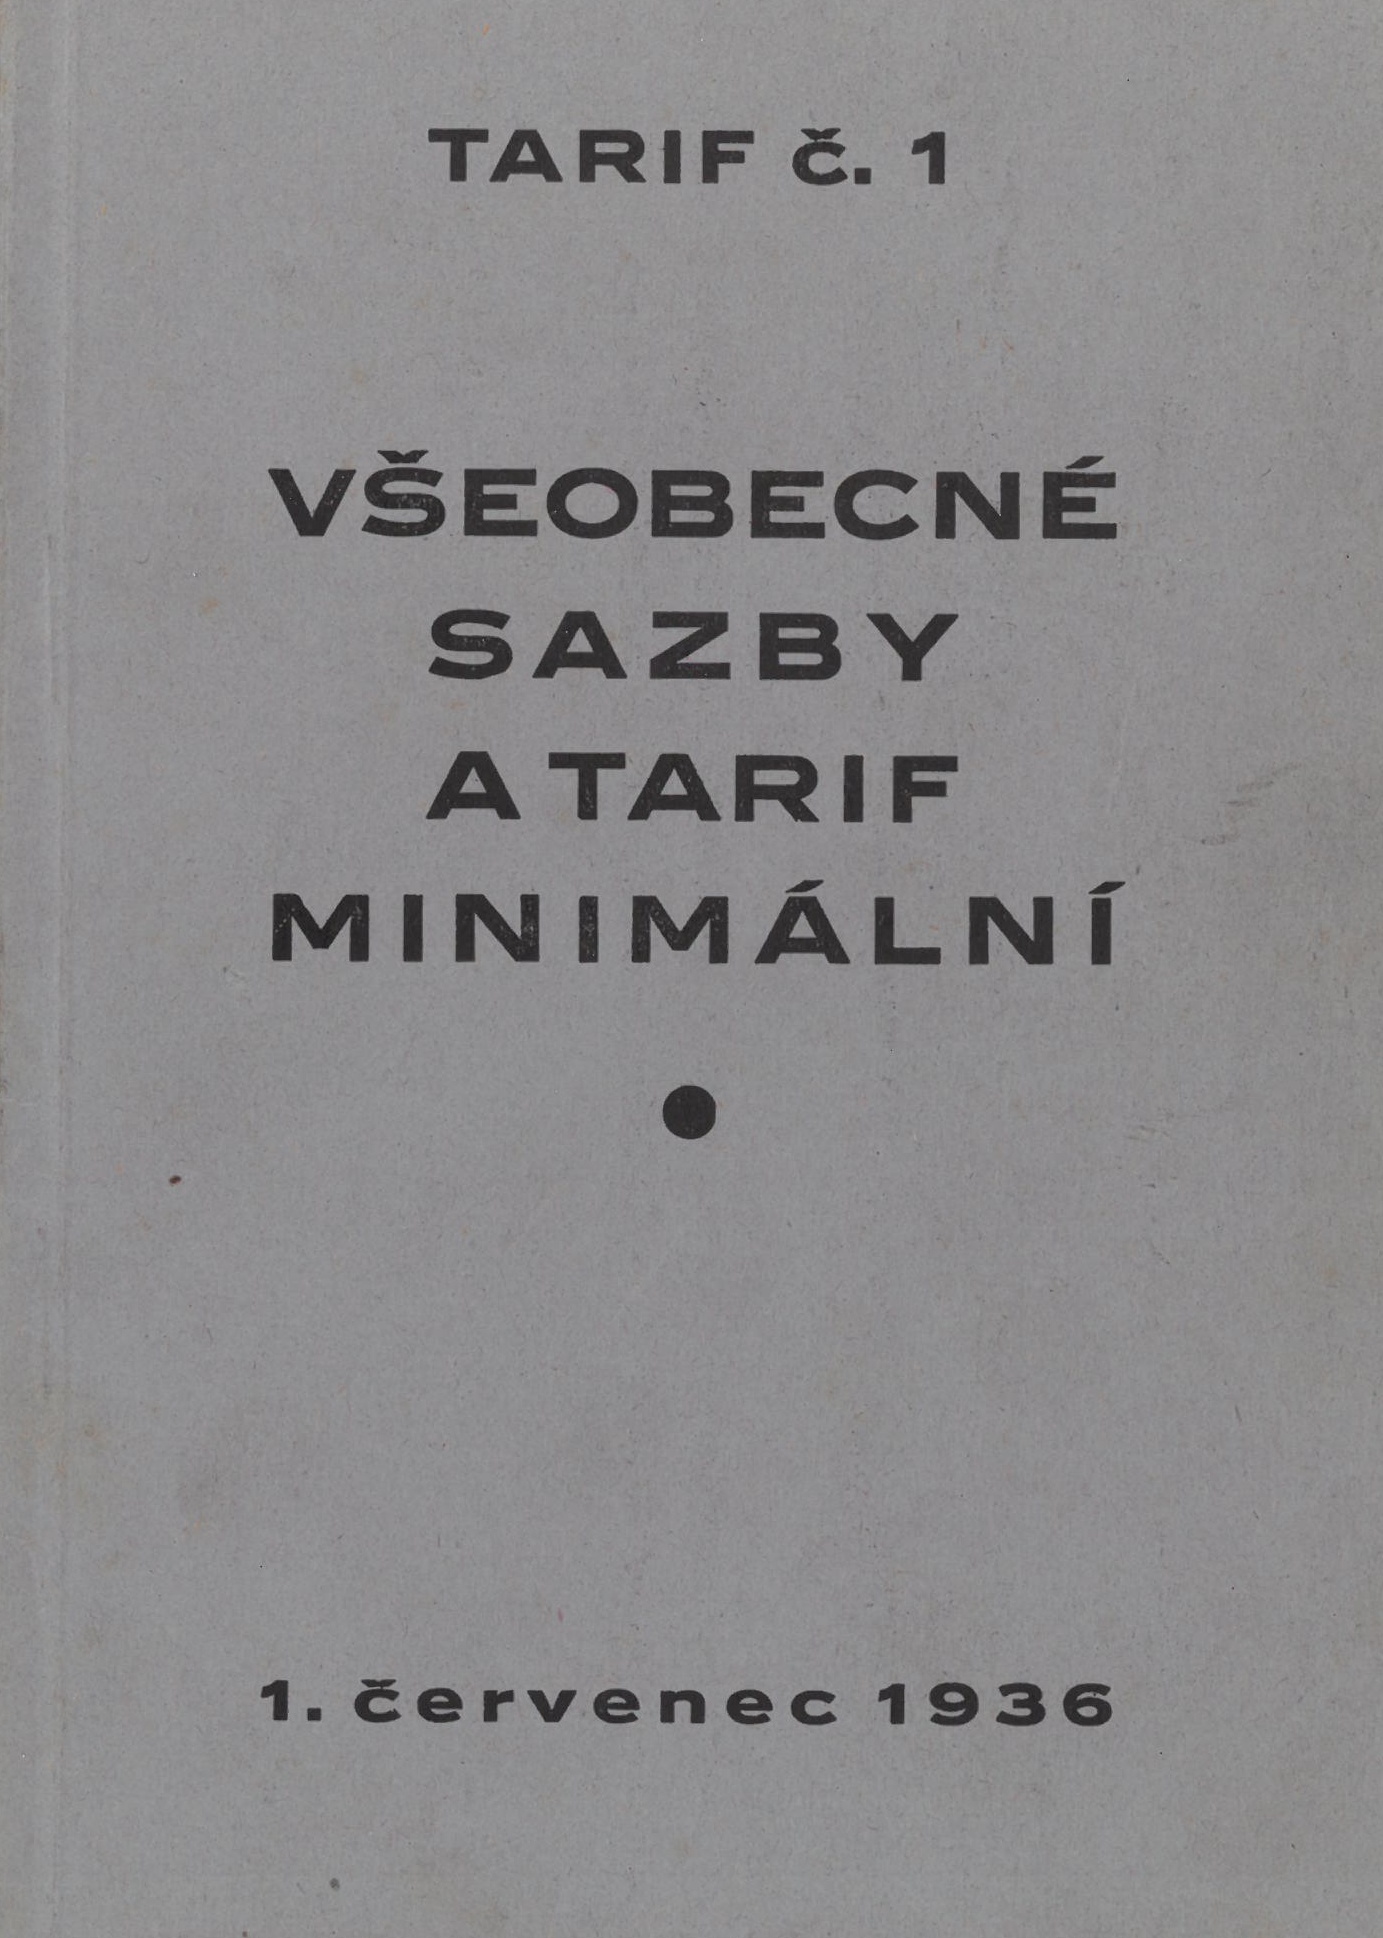 TARIF č. 1
VŠEOBECNÉ
SAZBY
A TARIF
MINIMÁLNÍ
1. červenec 1936